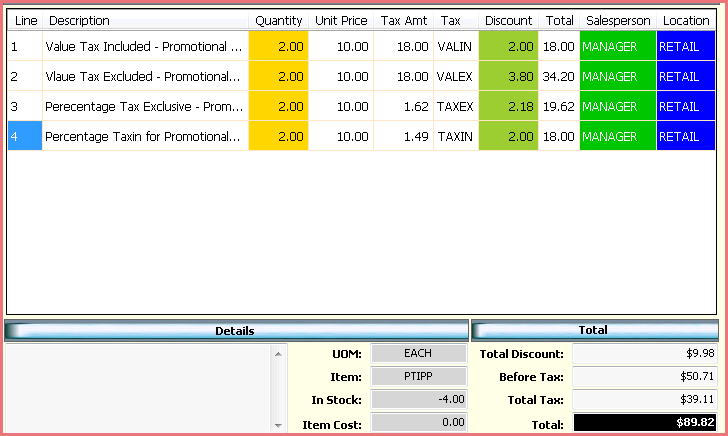 Line Description Quantity Unit Price Tax Amt Tax Discount Total Salesperson Location
1 Value Tax Included - Promotional ... 2.00 10.00 18.00 VALIN 2.00 18.00 MANAGER RETAIL
2 Vlaue Tax Excluded - Promotional... 2.00 10.00 18.00 VALEX 3.80 34.20 MANAGER RETAIL
3 Perecentage Tax Exclusive - Prom... 2.00 10.00 1.62 TAXEX 2.18 19.62 MANAGER RETAIL
4 Percentage Taxin for Promotional... 2.00 10.00 1.49 TAXIN 2.00 18.00 MANAGER RETAIL
Details Total
UOM: EACH Total Discount: $9.98
Item: PTIPP Before Tax: $50.71
In Stock: -4.00 Total Tax: $39.11
Item Cost: 0.00 Total: $89.82